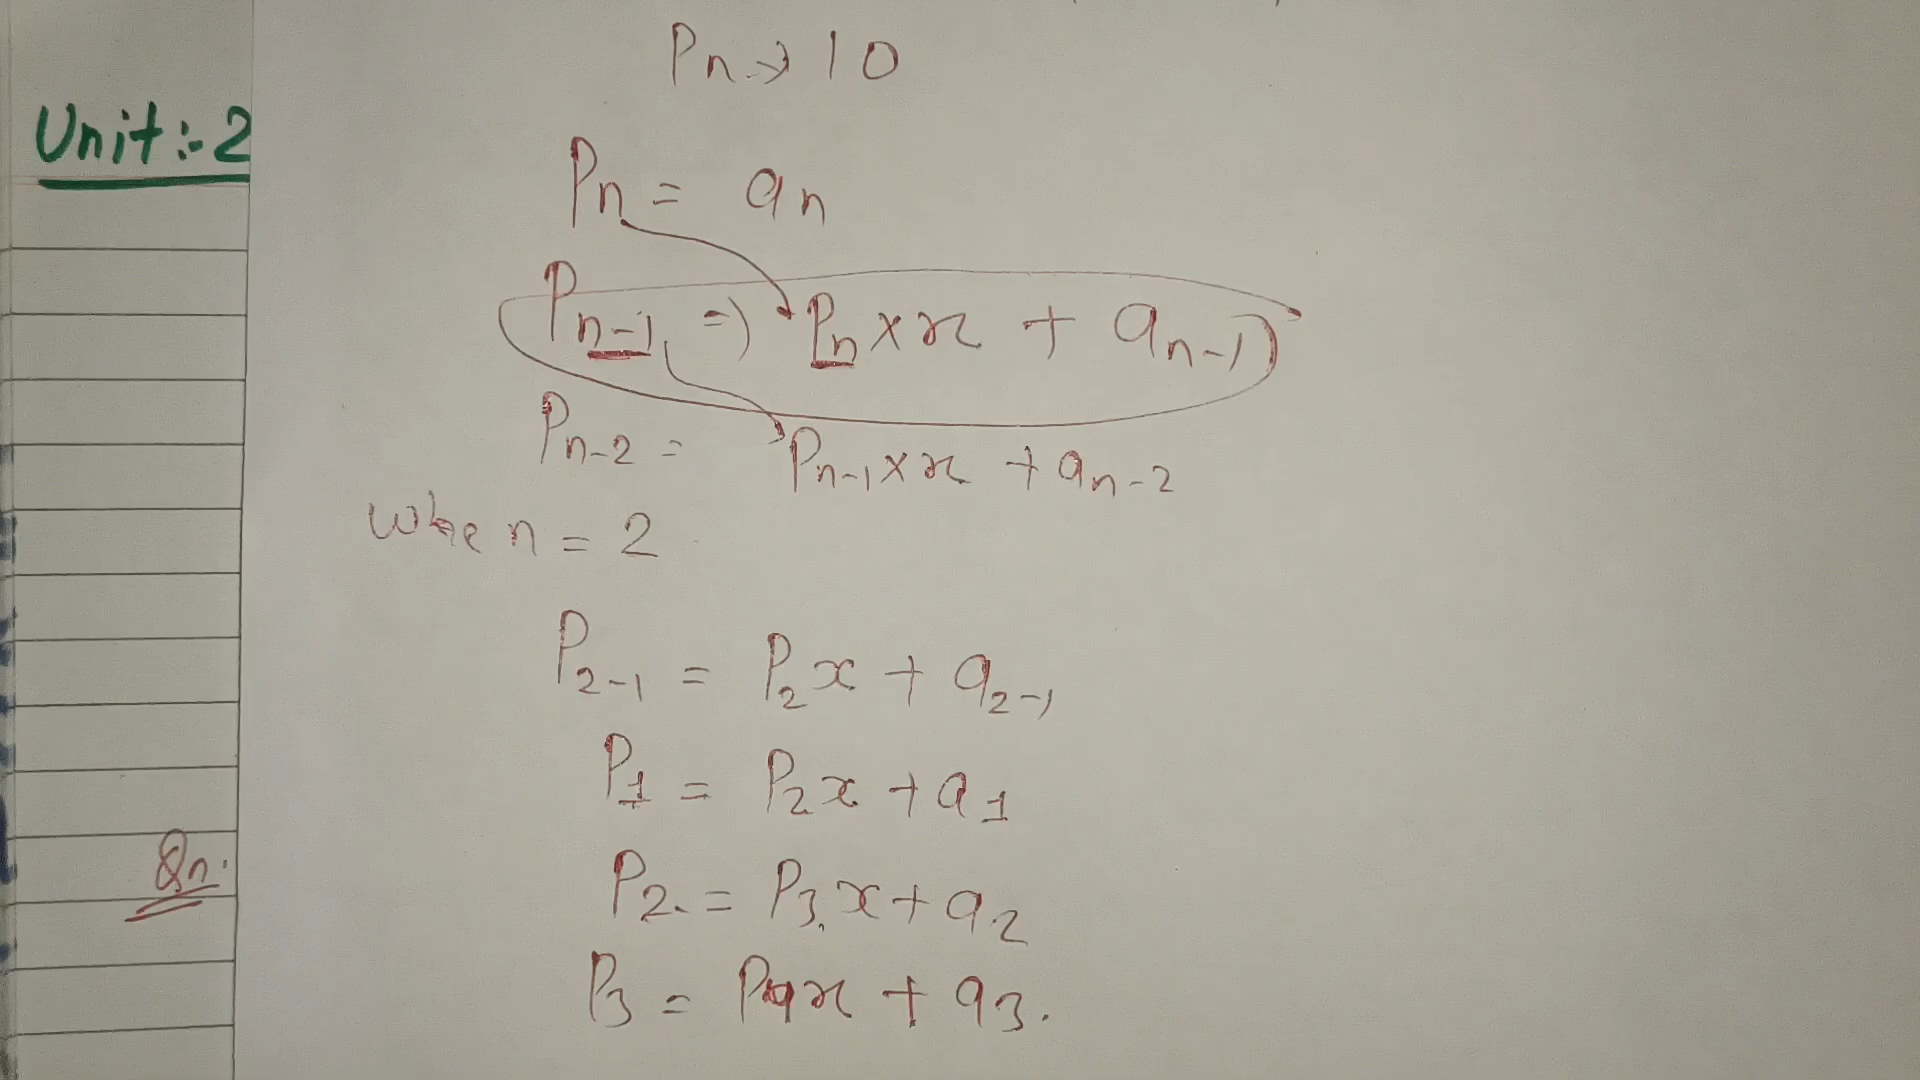 Pn → 10
Unit:- 2
Pn = an
Pn-1 => Pn × x + an-1
Pn-2 = Pn-1 × x + an-2
When n = 2
P2-1 = P2x + a2-1
P1 = P2x + a1
P2 = P3x + a2
Qn.
P3 = P4x + a3.